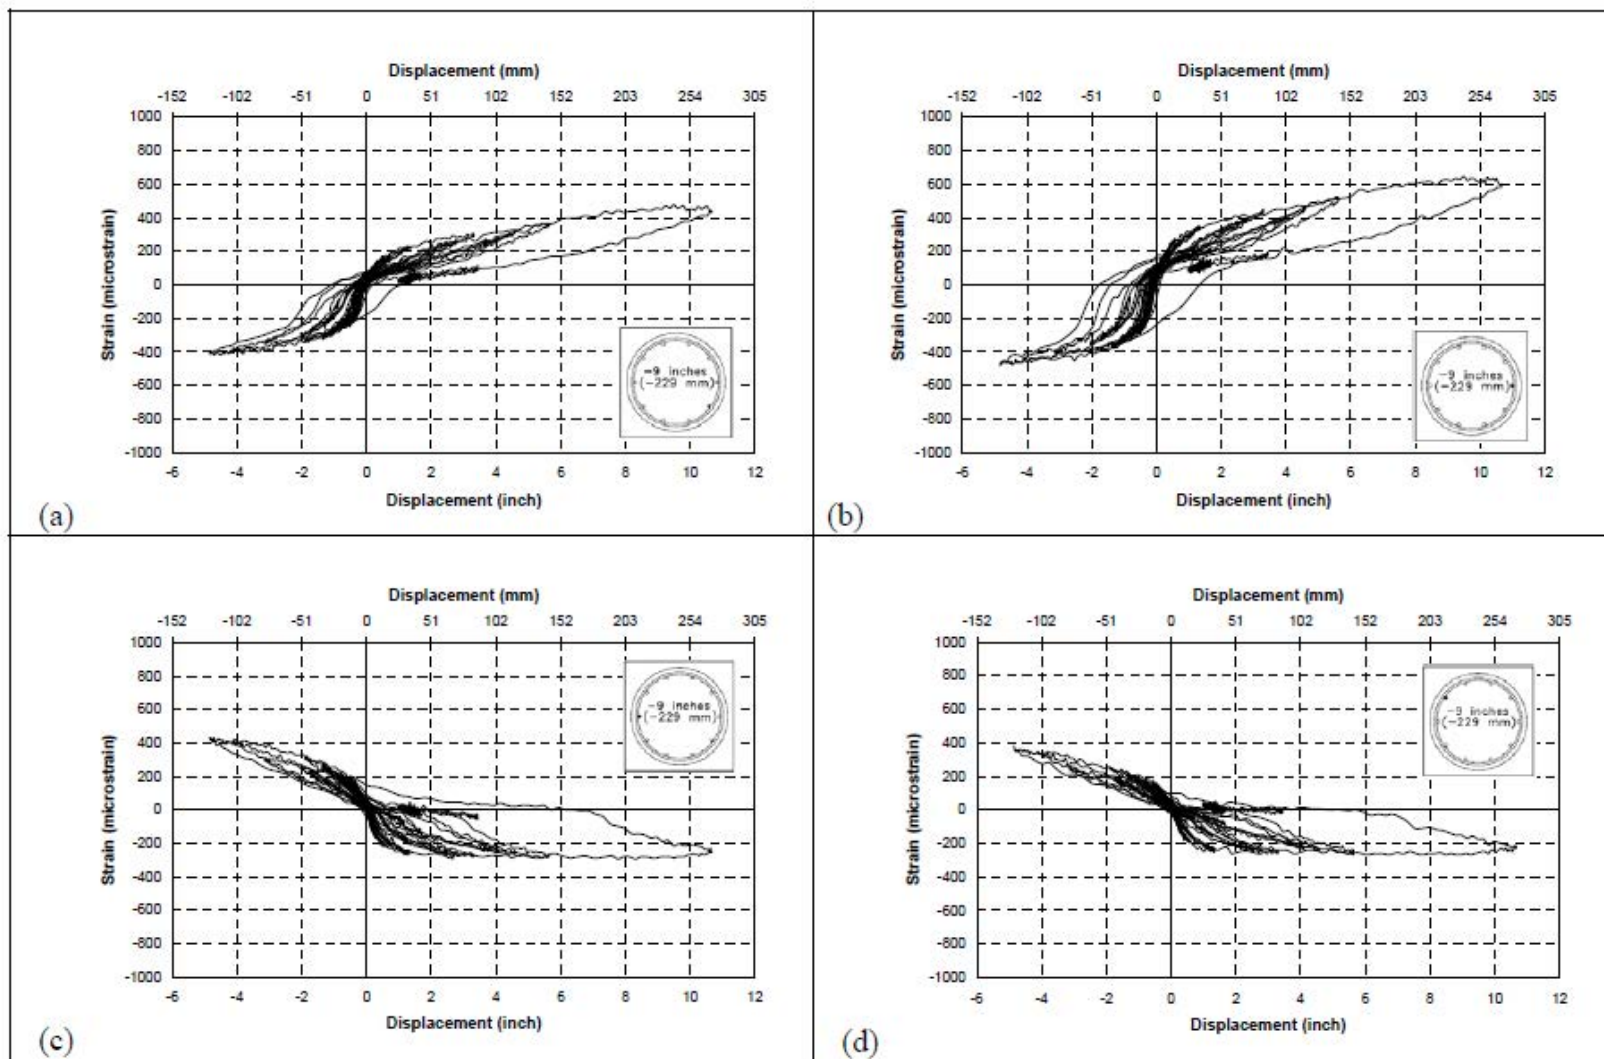 Displacement (mm)
-152 -102 -51 0 51 102 152 203 254 305
1000
800
600
400
200
0
-200
-400
-600
-800
-1000
Strain (microstrain)
-9 inches
(-229 mm)
-6 -4 -2 0 2 4 6 8 10 12
Displacement (inch)
(a)
Displacement (mm)
-152 -102 -51 0 51 102 152 203 254 305
1000
800
600
400
200
0
-200
-400
-600
-800
-1000
Strain (microstrain)
-9 inches
(-229 mm)
-6 -4 -2 0 2 4 6 8 10 12
Displacement (inch)
(b)
Displacement (mm)
-152 -102 -51 0 51 102 152 203 254 305
1000
800
600
400
200
0
-200
-400
-600
-800
-1000
Strain (microstrain)
-9 inches
(-229 mm)
-6 -4 -2 0 2 4 6 8 10 12
Displacement (inch)
(c)
Displacement (mm)
-152 -102 -51 0 51 102 152 203 254 305
1000
800
600
400
200
0
-200
-400
-600
-800
-1000
Strain (microstrain)
-9 inches
(-229 mm)
-6 -4 -2 0 2 4 6 8 10 12
Displacement (inch)
(d)